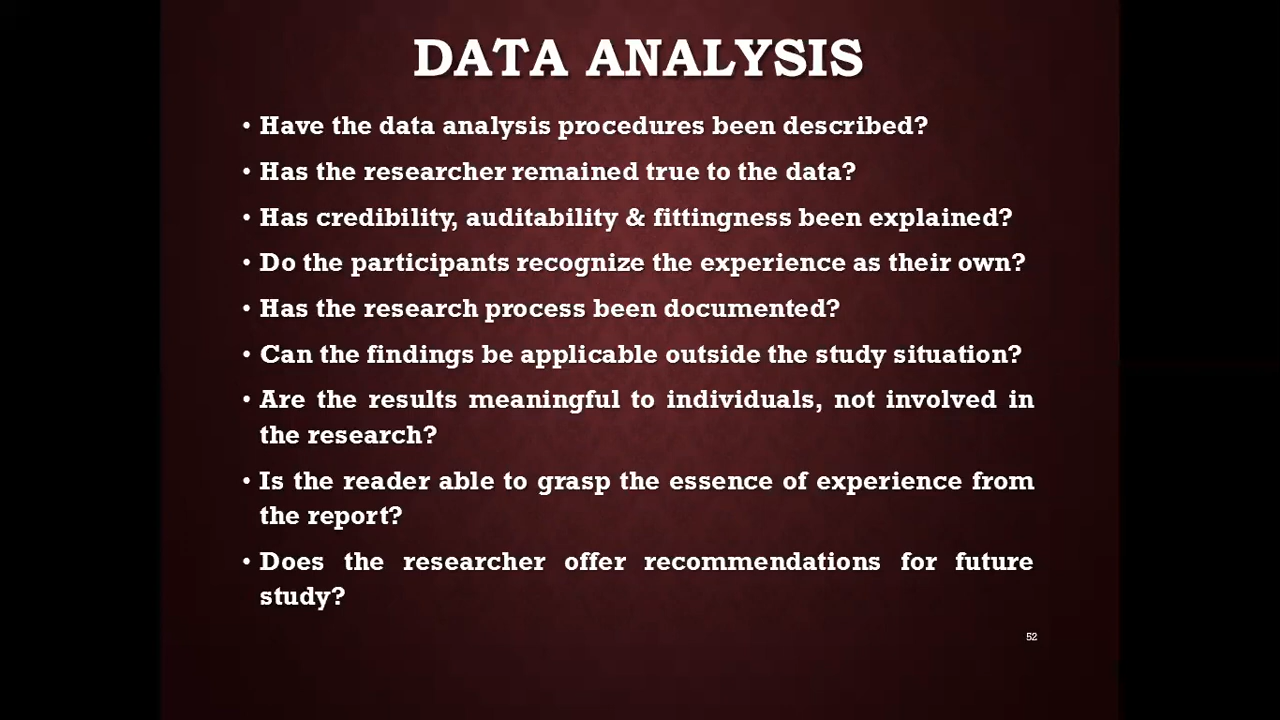 DATA ANALYSIS
• Have the data analysis procedures been described?
• Has the researcher remained true to the data?
• Has credibility, auditability & fittingness been explained?
• Do the participants recognize the experience as their own?
• Has the research process been documented?
• Can the findings be applicable outside the study situation?
• Are the results meaningful to individuals, not involved in
the research?
• Is the reader able to grasp the essence of experience from
the report?
• Does the researcher offer recommendations for future
study?
52